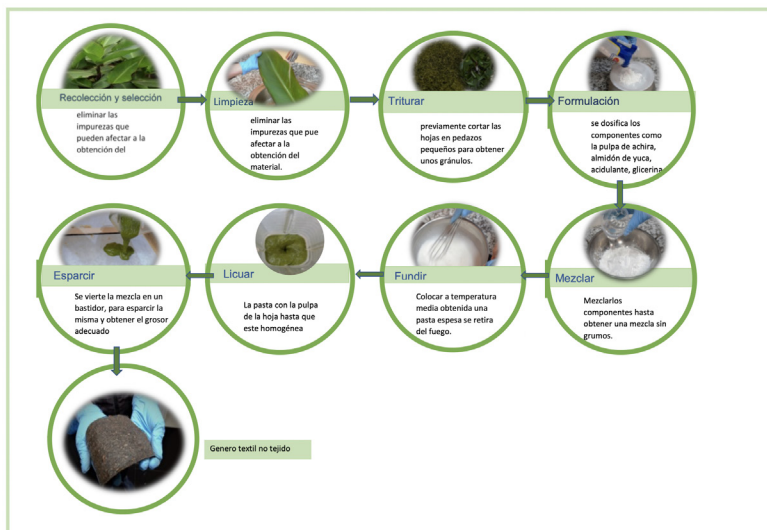 Recolección y selección
eliminar las
impurezas que
pueden afectar a la
obtención del
Limpieza
eliminar las
impurezas que pue
afectar a la
obtención del
material.
Triturar
previamente cortar las
hojas en pedazos
pequeños para obtener
unos gránulos.
Formulación
se dosifica los
componentes como
la pulpa de achira,
almidón de yuca,
acidulante, glicerina
Esparcir
Se vierte la mezcla en un
bastidor, para esparcir la
misma y obtener el grosor
adecuado
Licuar
La pasta con la pulpa
de la hoja hasta que
este homogénea
Fundir
Colocar a temperatura
media obtenida una
pasta espesa se retira
del fuego.
Mezclar
Mezclarlos
componentes hasta
obtener una mezcla sin
grumos.
Genero textil no tejido